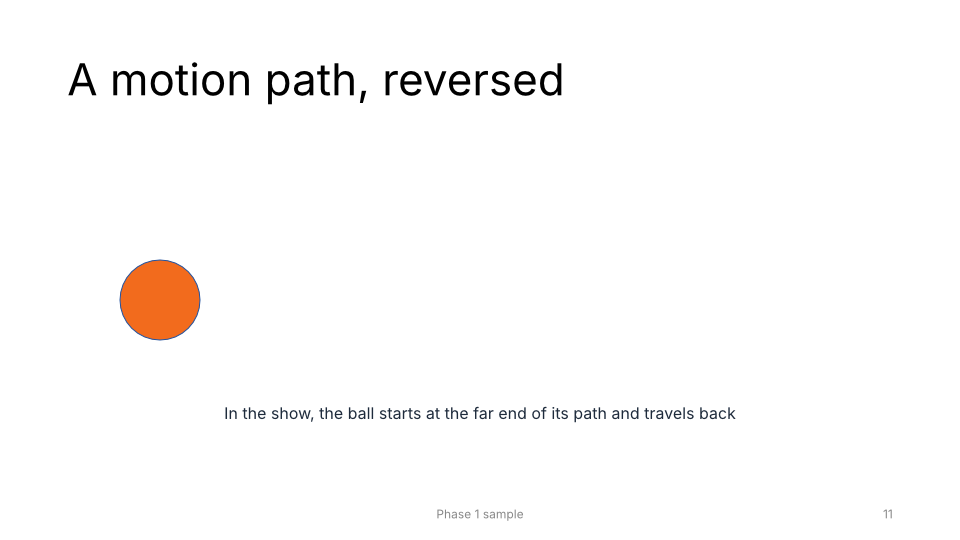 A motion path, reversed
In the show, the ball starts at the far end of its path and travels back
Phase 1 sample
11